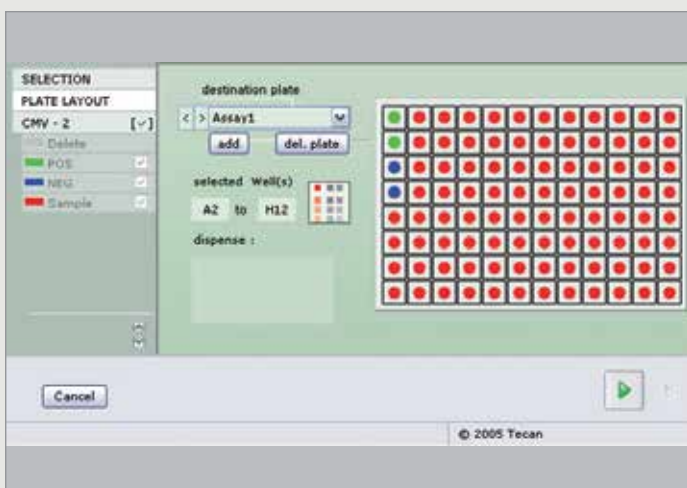 SELECTION
PLATE LAYOUT
CMV - 2 [✓]
Delete
POS
NEG
Sample
destination plate
< > Assay1
add del. plate
selected Well(s)
A2 to H12
dispense :
Cancel
© 2005 Tecan